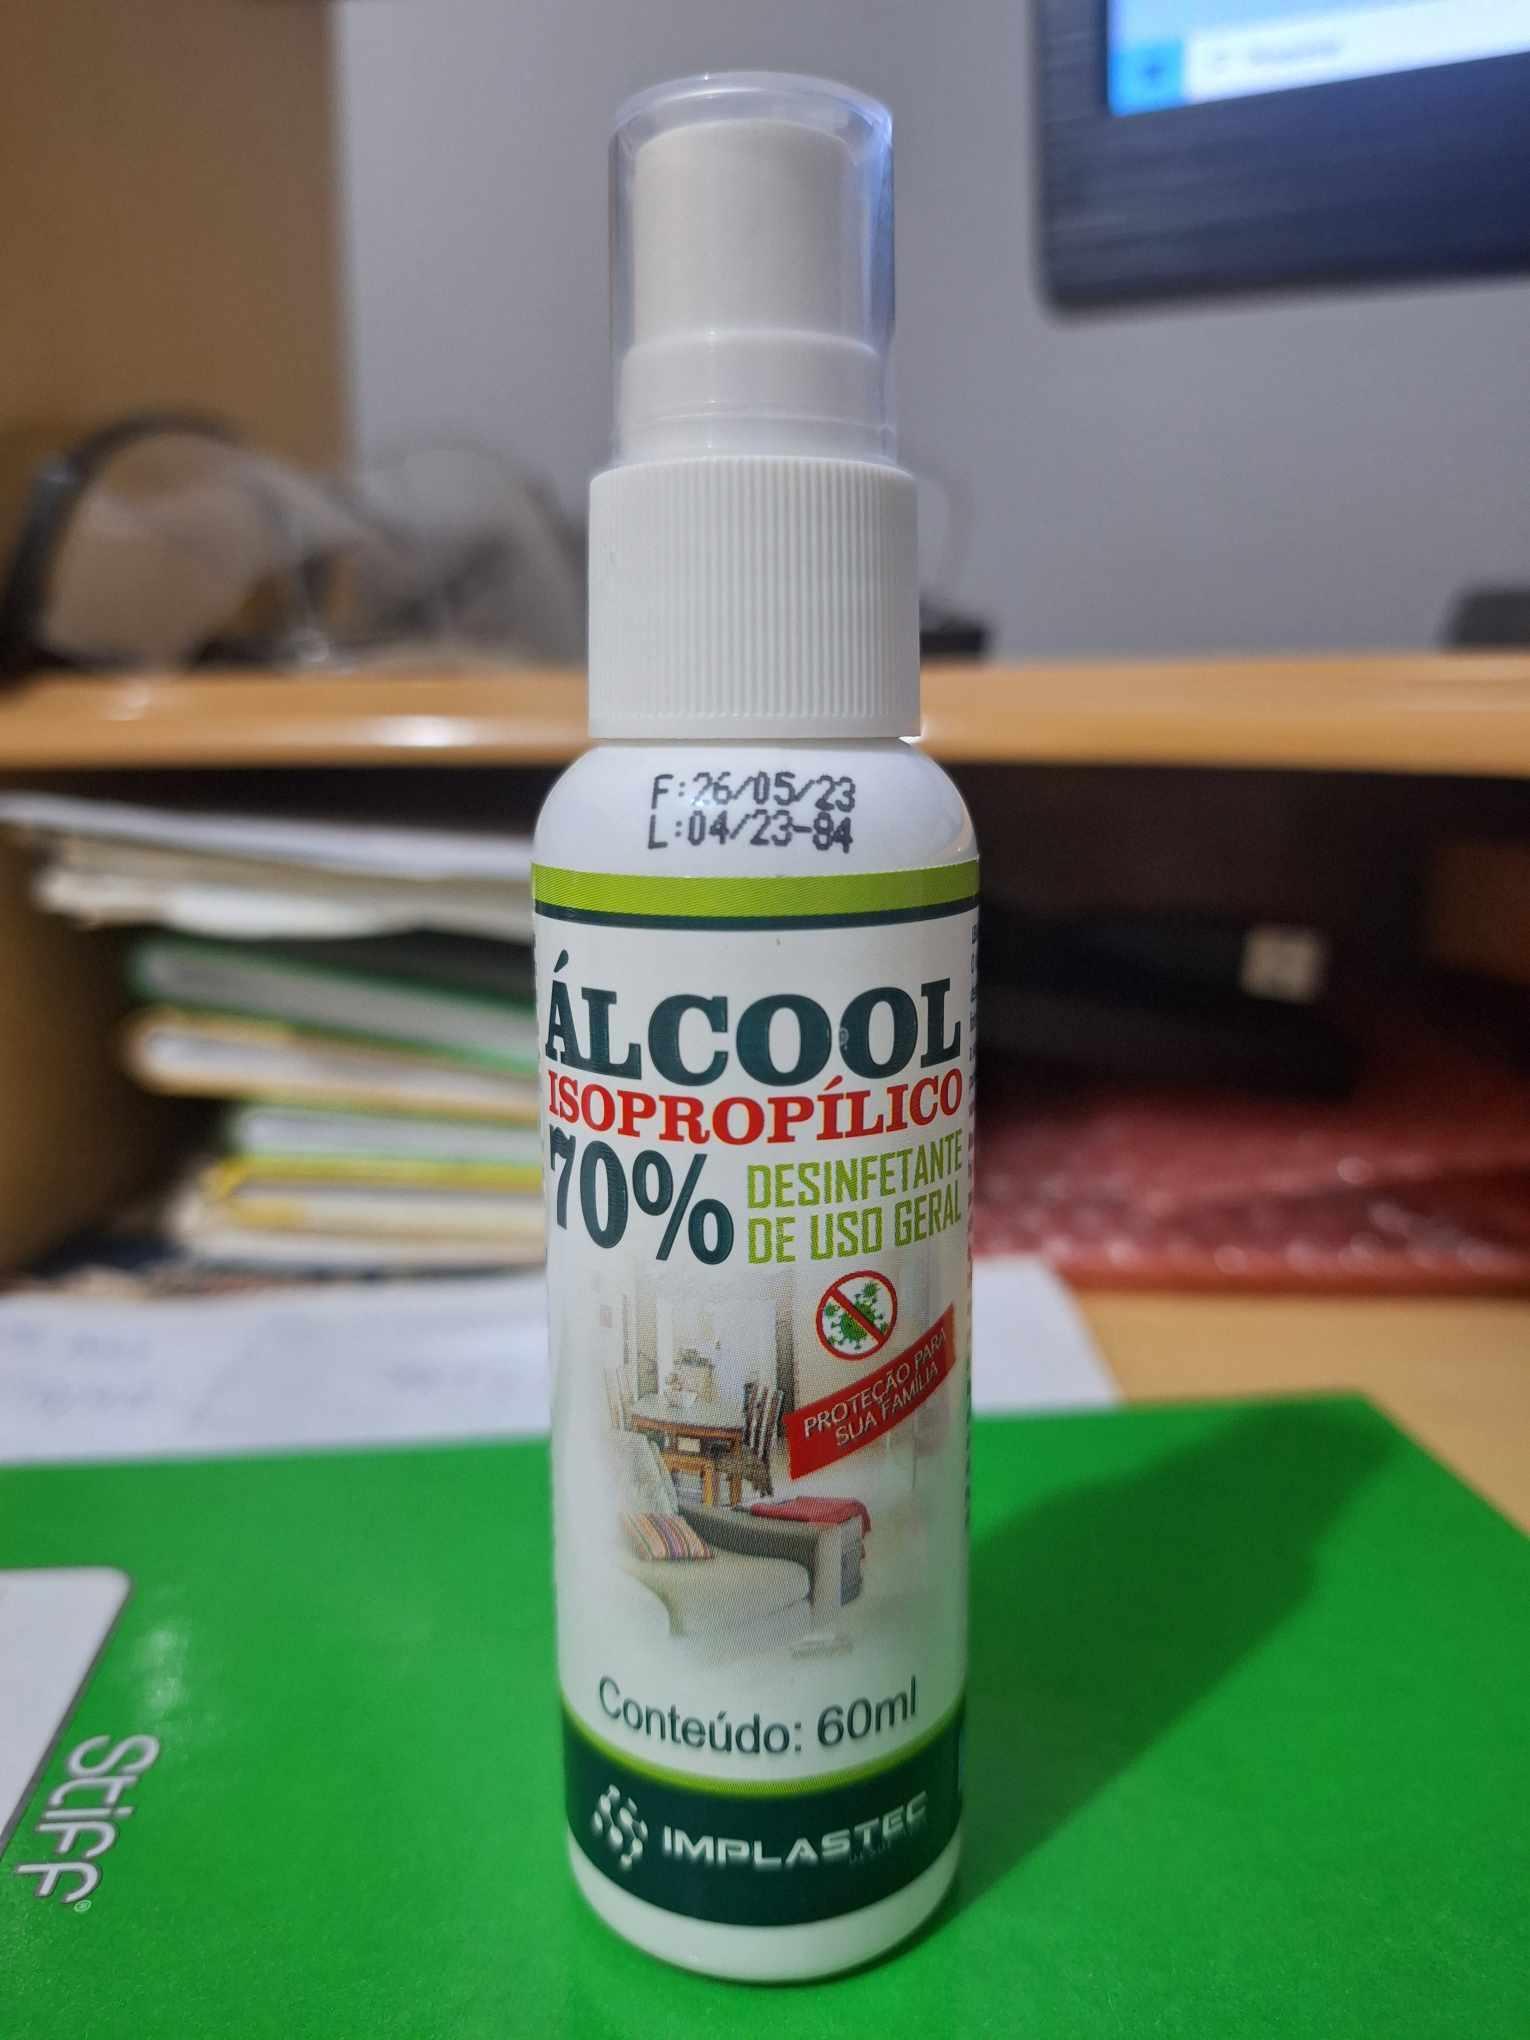 F:26/05/23
L:04/23-84
ÁLCOOL
ISOPROPÍLICO
70%
DESINFETANTE
DE USO GERAL
PROTEÇÃO PARA
SUA FAMÍLIA
Conteúdo: 60ml
IMPLASTEC
Stiff®